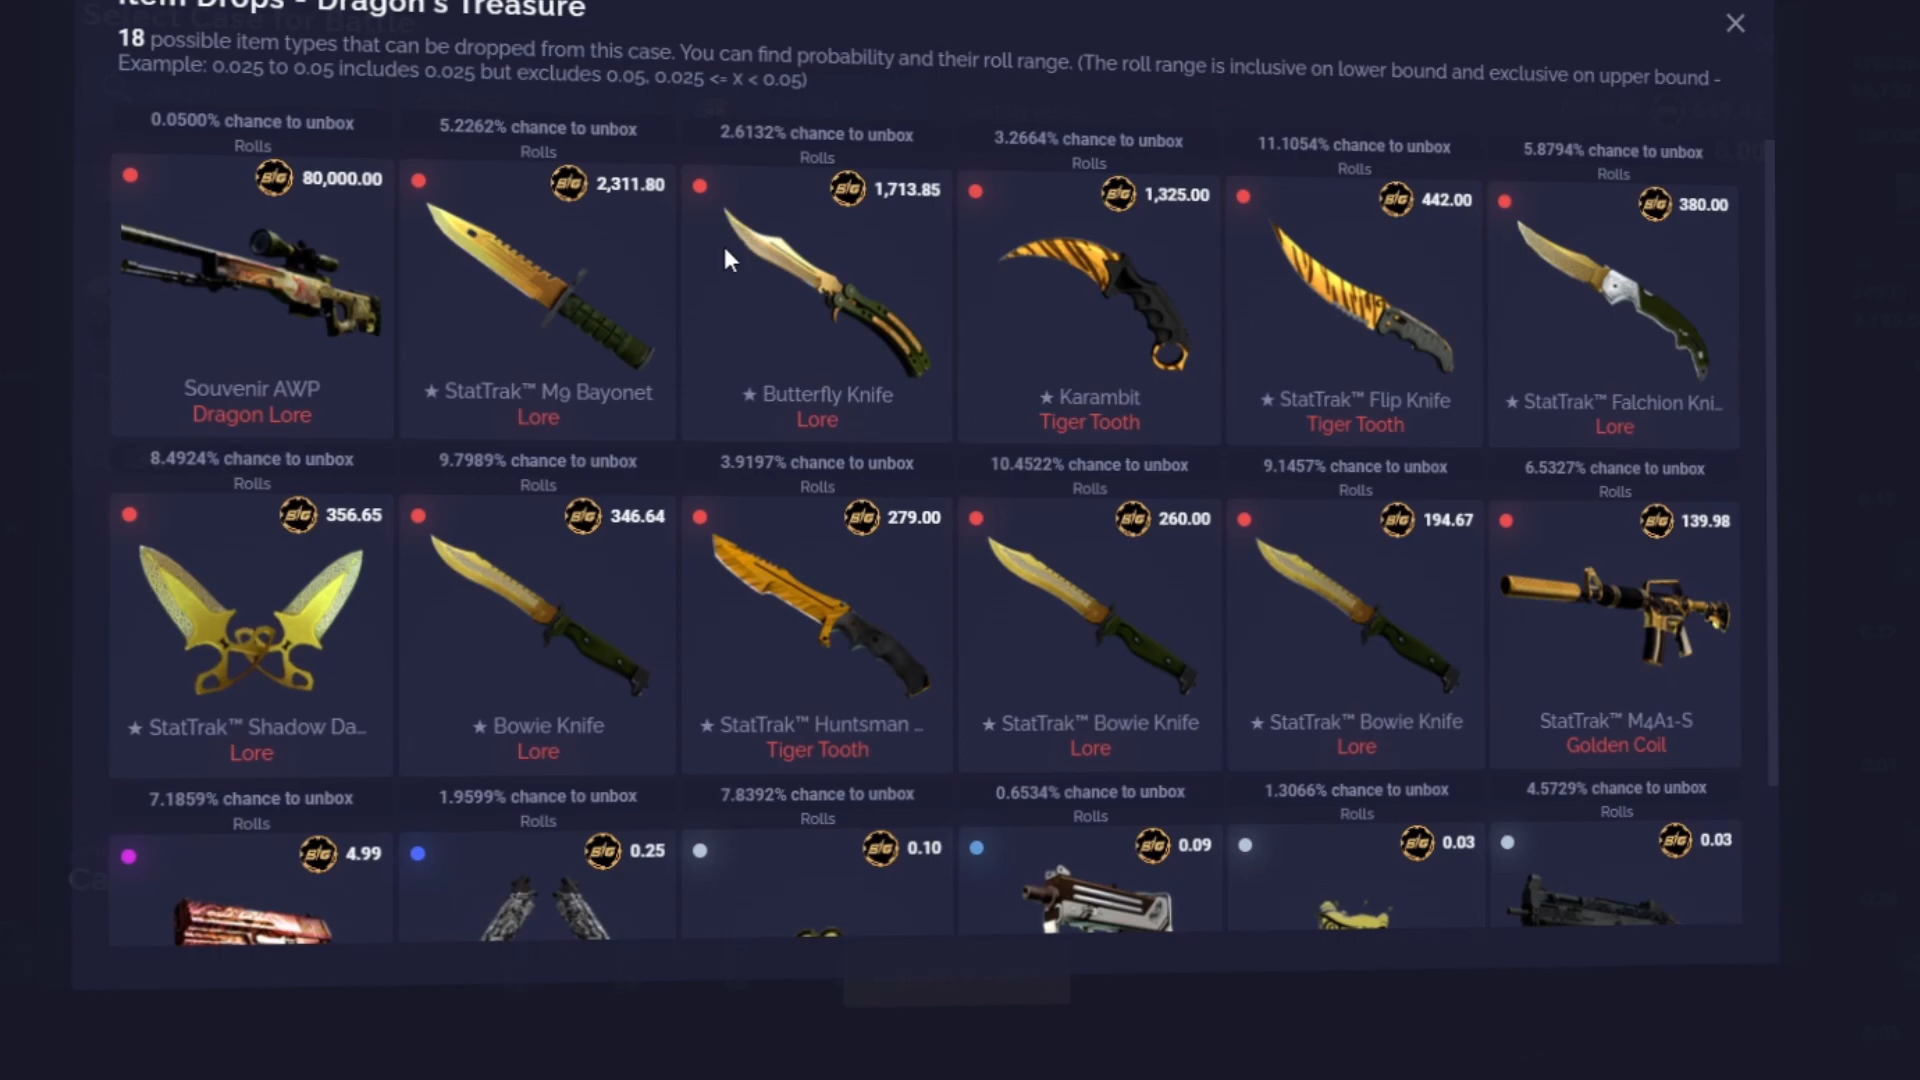 Item Drops - Dragon's Treasure
18 possible item types that can be dropped from this case. You can find probability and their roll range. (The roll range is inclusive on lower bound and exclusive on upper bound -
Example: 0.025 to 0.05 includes 0.025 but excludes 0.05, 0.025 <= x < 0.05)
0.0500% chance to unbox 5.2262% chance to unbox 2.6132% chance to unbox 3.2664% chance to unbox 11.1054% chance to unbox 5.8794% chance to unbox
Rolls Rolls Rolls Rolls Rolls Rolls
80,000.00 2,311.80 1,713.85 1,325.00 442.00 380.00
Souvenir AWP ★ StatTrak™ M9 Bayonet ★ Butterfly Knife ★ Karambit ★ StatTrak™ Flip Knife ★ StatTrak™ Falchion Kni...
Dragon Lore Lore Lore Tiger Tooth Tiger Tooth Lore
8.4924% chance to unbox 9.7989% chance to unbox 3.9197% chance to unbox 10.4522% chance to unbox 9.1457% chance to unbox 6.5327% chance to unbox
Rolls Rolls Rolls Rolls Rolls Rolls
356.65 346.64 279.00 260.00 194.67 139.98
★ StatTrak™ Shadow Da... ★ Bowie Knife ★ StatTrak™ Huntsman ... ★ StatTrak™ Bowie Knife ★ StatTrak™ Bowie Knife StatTrak™ M4A1-S
Lore Lore Tiger Tooth Lore Lore Golden Coil
7.1859% chance to unbox 1.9599% chance to unbox 7.8392% chance to unbox 0.6534% chance to unbox 1.3066% chance to unbox 4.5729% chance to unbox
Rolls Rolls Rolls Rolls Rolls Rolls
4.99 0.25 0.10 0.09 0.03 0.03